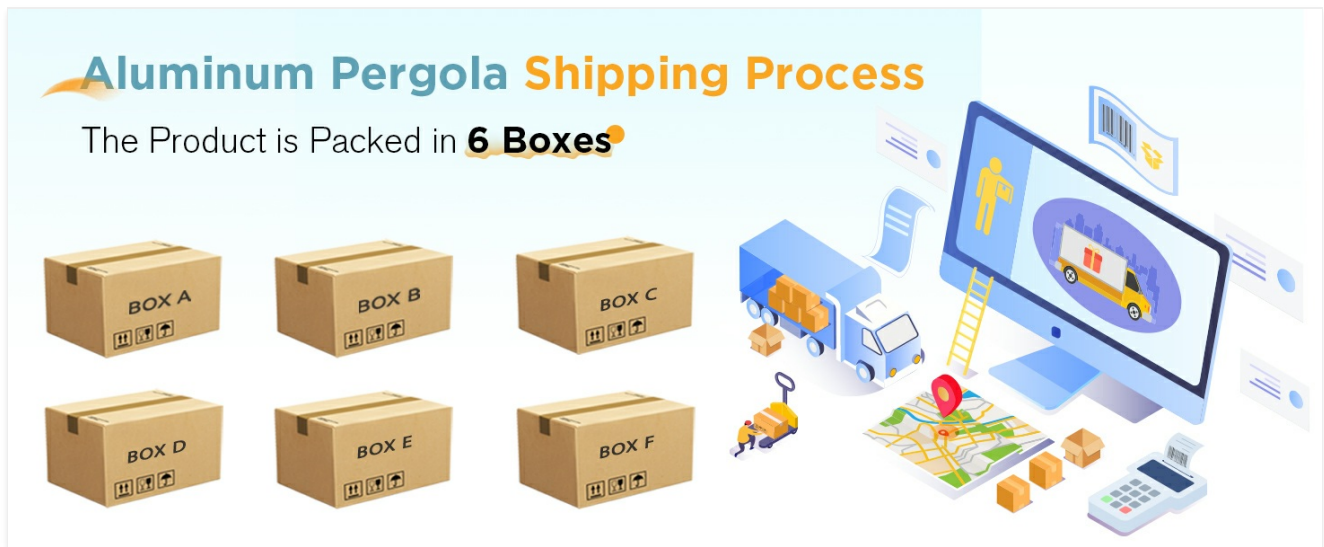 Aluminum Pergola Shipping Process
The Product is Packed in 6 Boxes
BOX A
BOX B
BOX C
BOX D
BOX E
BOX F